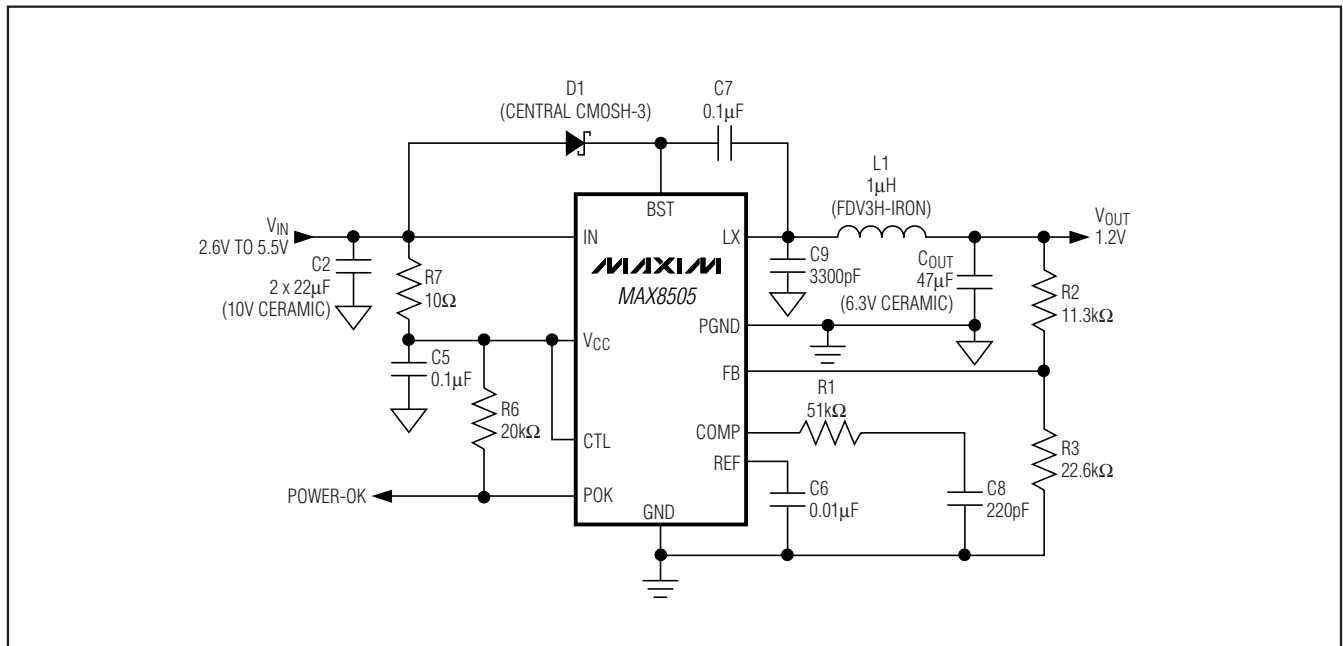 D1
(CENTRAL CMOSH-3)
C7
0.1µF
L1
1µH
(FDV3H-IRON)
VIN
2.6V TO 5.5V
C2
2 x 22µF
(10V CERAMIC)
R7
10Ω
C5
0.1µF
R6
20kΩ
POWER-OK
BST
IN
LX
MAXIM
MAX8505
VCC
PGND
FB
CTL
COMP
REF
POK
GND
C9
3300pF
COUT
47µF
(6.3V CERAMIC)
VOUT
1.2V
R2
11.3kΩ
R1
51kΩ
R3
22.6kΩ
C6
0.01µF
C8
220pF